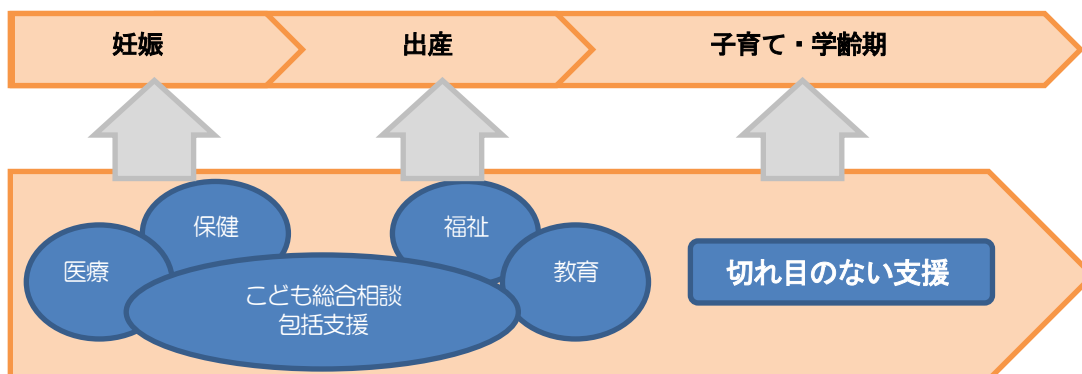 妊娠
出産
子育て・学齢期
保健
福祉
医療
教育
こども総合相談
包括支援
切れ目のない支援